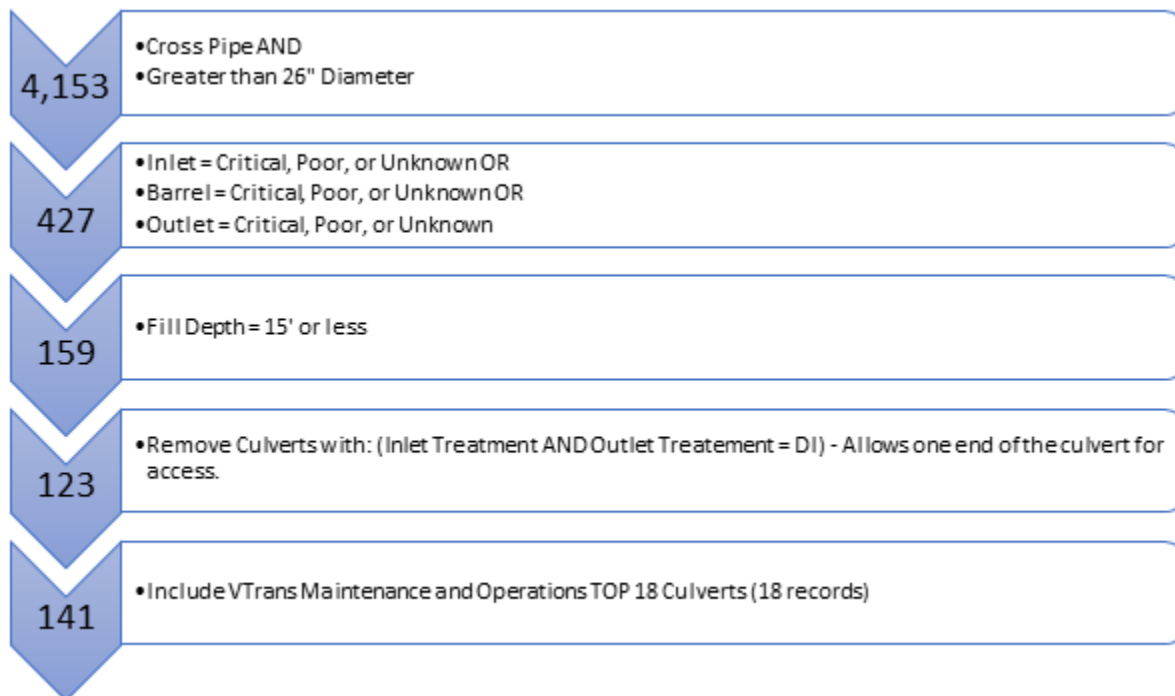 4,153
•Cross Pipe AND
•Greater than 26" Diameter
427
•Inlet = Critical, Poor, or Unknown OR
•Barrel = Critical, Poor, or Unknown OR
•Outlet = Critical, Poor, or Unknown
159
•Fill Depth = 15' or less
123
•Remove Culverts with: (Inlet Treatment AND Outlet Treatement = DI) - Allows one end of the culvert for
access.
141
•Include VTrans Maintenance and Operations TOP 18 Culverts (18 records)